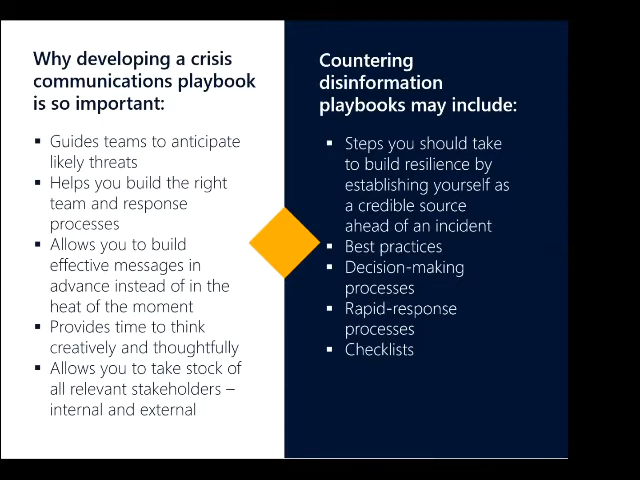 Why developing a crisis
communications playbook
is so important:
▪ Guides teams to anticipate
likely threats
▪ Helps you build the right
team and response
processes
▪ Allows you to build
effective messages in
advance instead of in the
heat of the moment
▪ Provides time to think
creatively and thoughtfully
▪ Allows you to take stock of
all relevant stakeholders –
internal and external
Countering
disinformation
playbooks may include:
▪ Steps you should take
to build resilience by
establishing yourself as
a credible source
ahead of an incident
▪ Best practices
▪ Decision-making
processes
▪ Rapid-response
processes
▪ Checklists